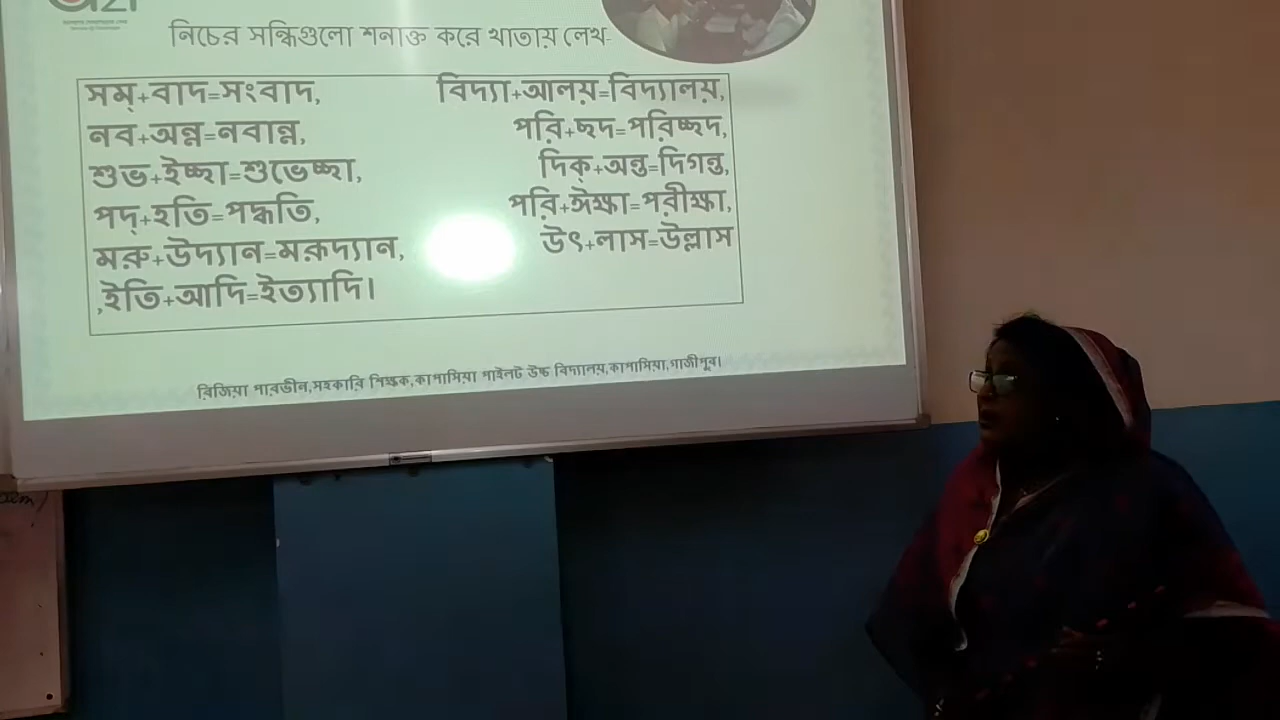 নিচের সন্ধিগুলো শনাক্ত করে খাতায় লেখ-
সম্+বাদ=সংবাদ, বিদ্যা+আলয়=বিদ্যালয়,
নব+অন্ন=নবান্ন, পরি+ছদ=পরিচ্ছদ,
শুভ+ইচ্ছা=শুভেচ্ছা, দিক্+অন্ত=দিগন্ত,
পদ্+হতি=পদ্ধতি, পরি+ঈক্ষা=পরীক্ষা,
মরু+উদ্যান=মরূদ্যান, উৎ+লাস=উল্লাস
,ইতি+আদি=ইত্যাদি।
রিজিয়া পারভীন,সহকারি শিক্ষক,কাপাসিয়া পাইলট উচ্চ বিদ্যালয়,কাপাসিয়া,গাজীপুর।